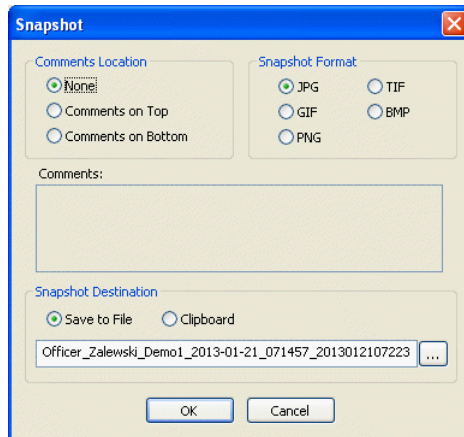 Snapshot
Comments Location
None
Comments on Top
Comments on Bottom
Snapshot Format
JPG
TIF
GIF
BMP
PNG
Comments:
Snapshot Destination
Save to File
Clipboard
Officer_Zalewski_Demo1_2013-01-21_071457_2013012107223
...
OK
Cancel